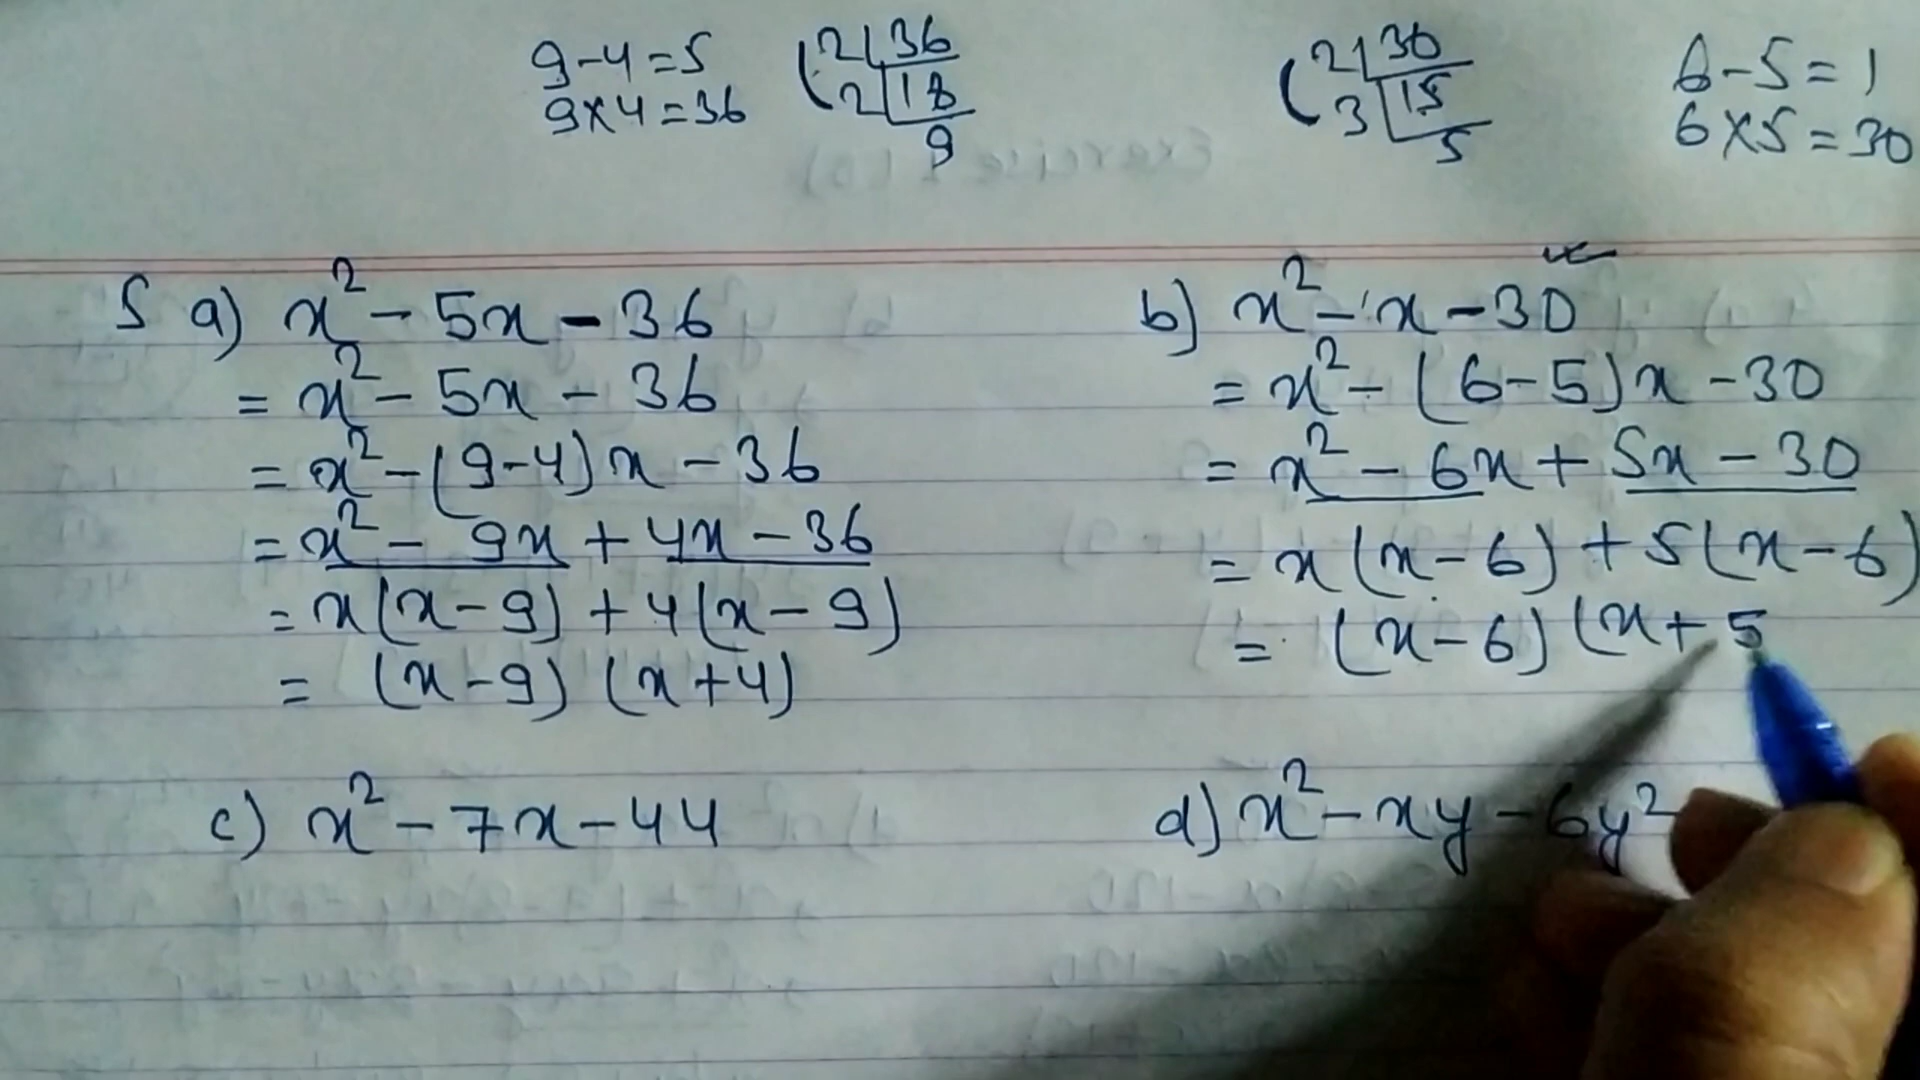 9-4=5
9×4=36
2 36
2 18
9
2 30
3 15
5
6-5=1
6×5=30
5 a) x²-5x-36
= x²-5x-36
= x²-(9-4)x-36
= x²-9x+4x-36
= x(x-9)+4(x-9)
= (x-9)(x+4)
b) x²-x-30
= x²-(6-5)x-30
= x²-6x+5x-30
= x(x-6)+5(x-6)
= (x-6)(x+5
c) x²-7x-44
d) x²-xy-6y²